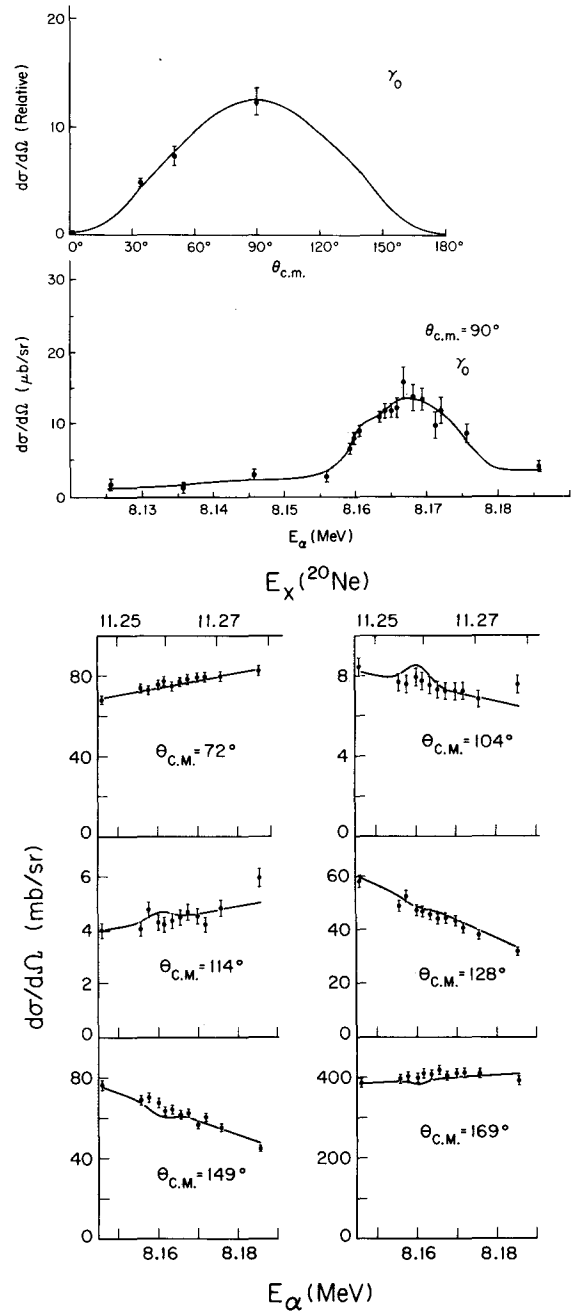 20
10
0
dσ/dΩ (Relative)
γ₀
0° 30° 60° 90° 120° 150° 180°
θc.m.
30
20
10
0
dσ/dΩ (μb/sr)
θc.m. = 90°
γ₀
8.13 8.14 8.15 8.16 8.17 8.18
Eα (MeV)
Ex (²⁰Ne)
11.25 11.27
11.25 11.27
80
40
0
θC.M. = 72°
8
4
0
θC.M. = 104°
dσ/dΩ (mb/sr)
6
4
2
0
θC.M. = 114°
60
40
20
0
θC.M. = 128°
80
40
0
θC.M. = 149°
400
200
0
θC.M. = 169°
8.16 8.18
8.16 8.18
Eα (MeV)